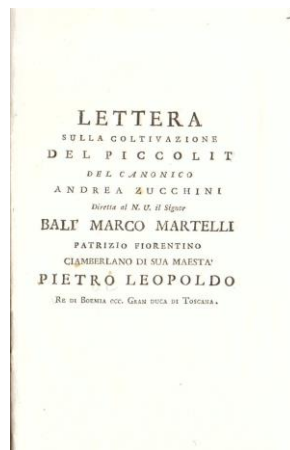 LETTERA
SULLA COLTIVAZIONE
DEL PICCOLIT
DEL CANONICO
ANDREA ZUCCHINI
Diretta al N. U. il Signor
BALI' MARCO MARTELLI
PATRIZIO FIORENTINO
CIAMBERLANO DI SUA MAESTA'
PIETRO LEOPOLDO
RE DI BOEMIA ecc. GRAN DUCA DI TOSCANA.